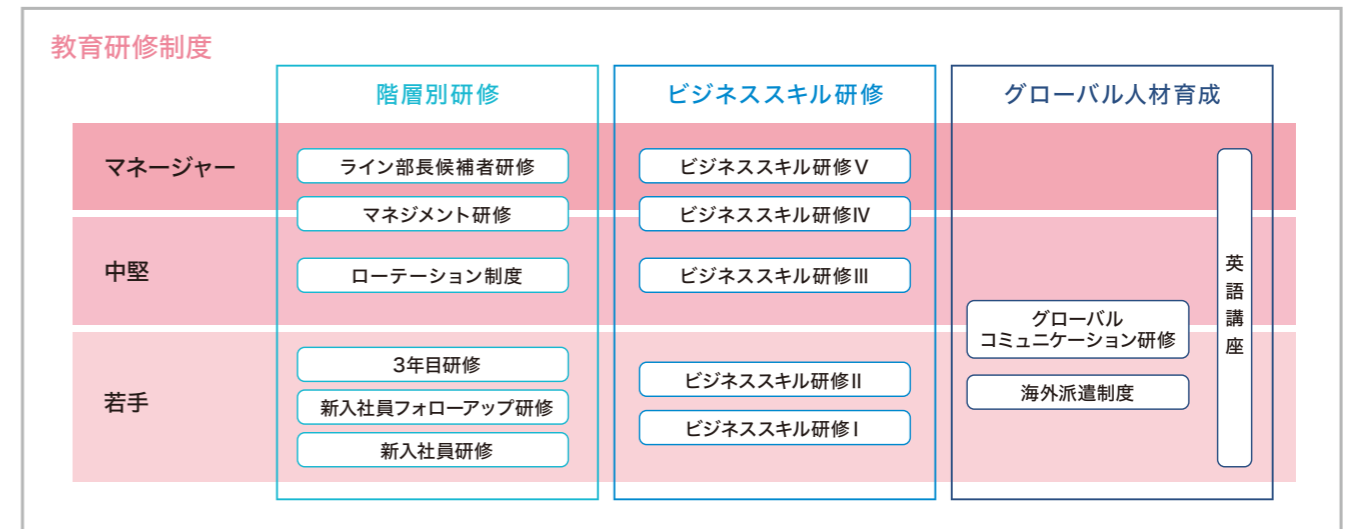 教育研修制度
階層別研修
ビジネススキル研修
グローバル人材育成
マネージャー
ライン部長候補者研修
ビジネススキル研修Ⅴ
マネジメント研修
ビジネススキル研修Ⅳ
中堅
ローテーション制度
ビジネススキル研修Ⅲ
グローバル
コミュニケーション研修
英語講座
若手
3年目研修
新入社員フォローアップ研修
新入社員研修
ビジネススキル研修Ⅱ
ビジネススキル研修Ⅰ
海外派遣制度